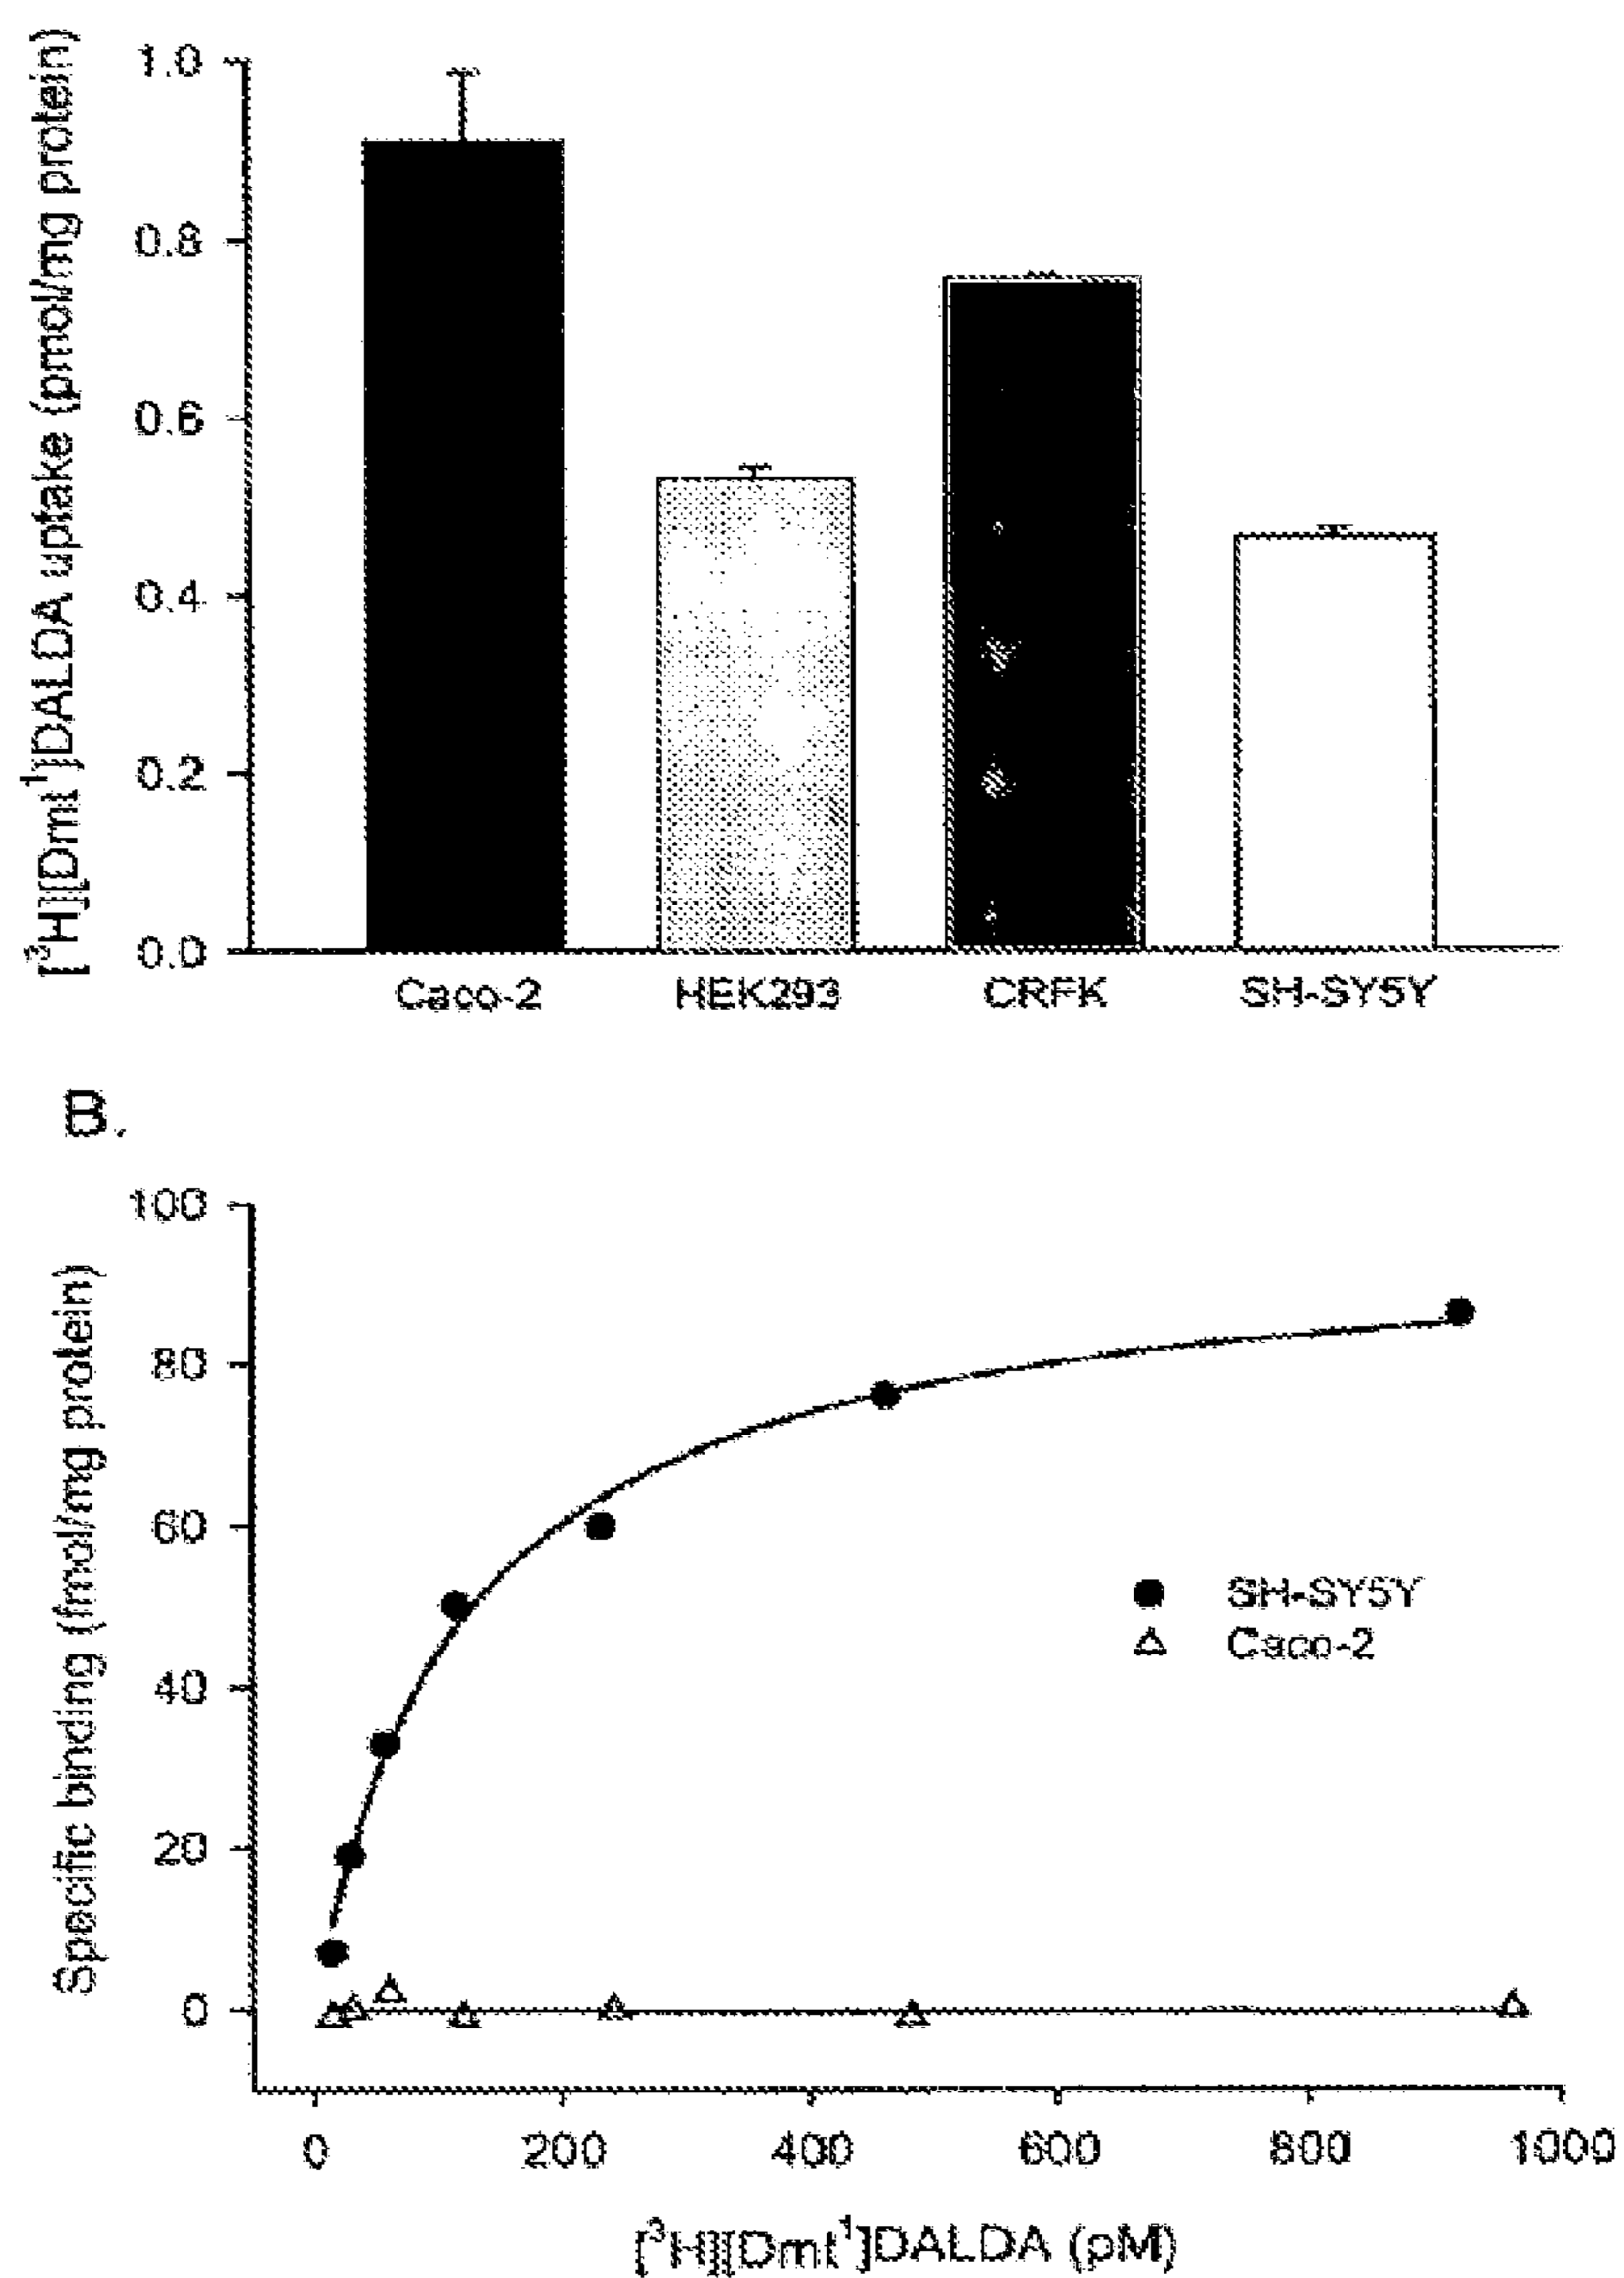 [³H][Dmt¹]DALDA uptake (pmol/mg protein)
1.0
0.8
0.6
0.4
0.2
0.0
Caco-2
HEK293
CRFK
SH-SY5Y
B.
Specific binding (fmol/mg protein)
100
80
60
40
20
0
SH-SY5Y
Caco-2
0
200
400
600
800
1000
[³H][Dmt¹]DALDA (pM)